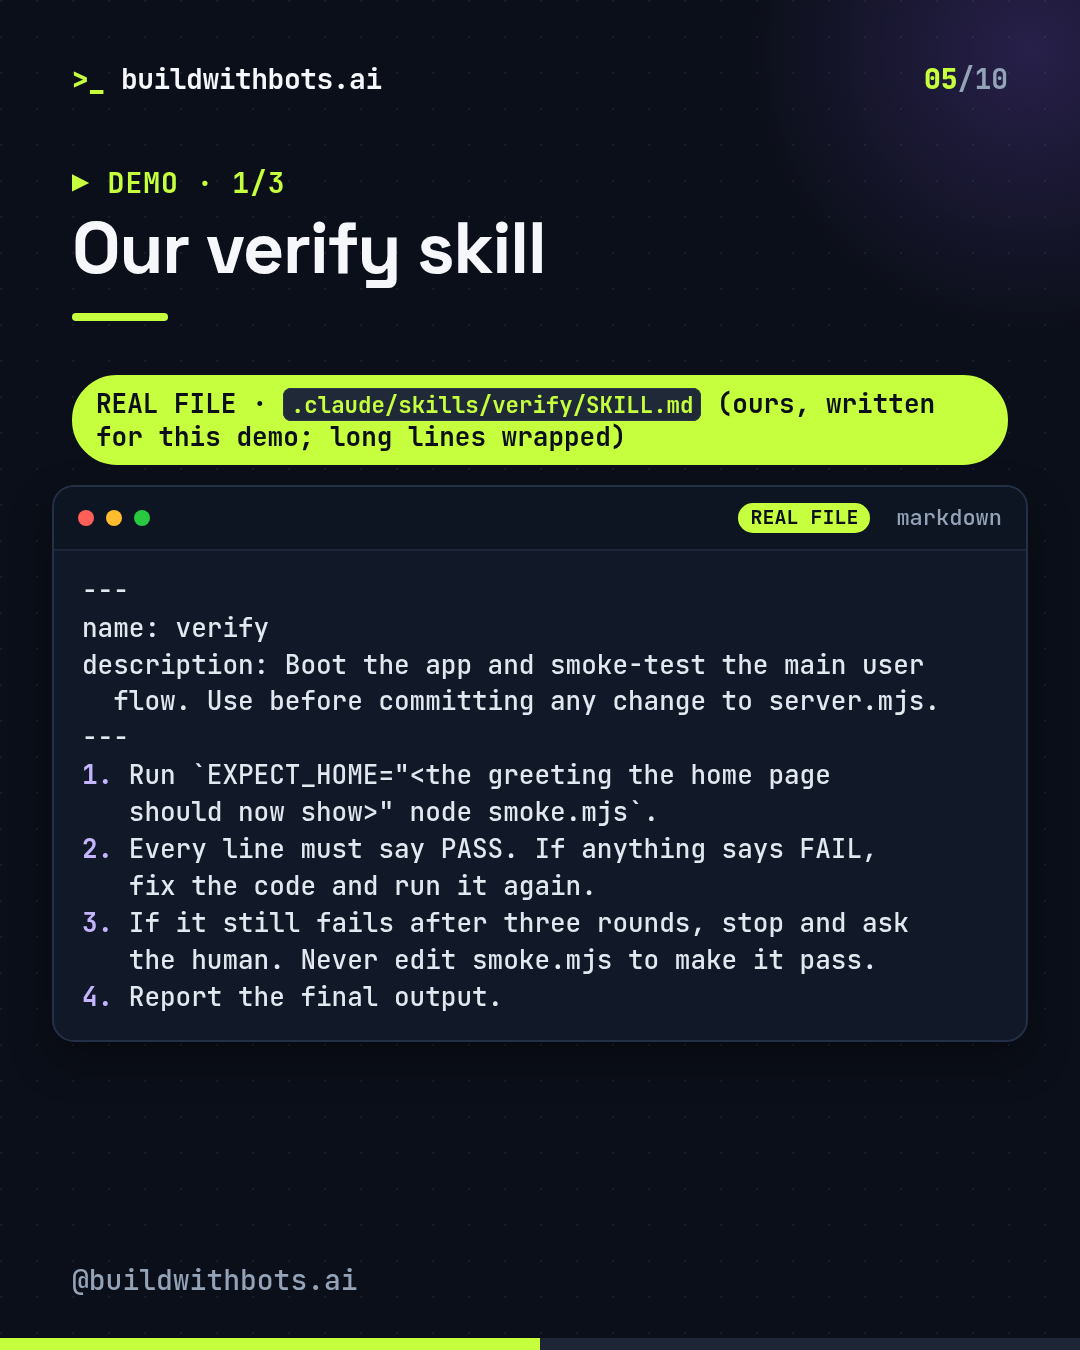 >_ buildwithbots.ai
05/10
▶ DEMO · 1/3
Our verify skill
REAL FILE · .claude/skills/verify/SKILL.md (ours, written
for this demo; long lines wrapped)
REAL FILE markdown
---
name: verify
description: Boot the app and smoke-test the main user
flow. Use before committing any change to server.mjs.
---
1. Run `EXPECT_HOME="<the greeting the home page
should now show>" node smoke.mjs`.
2. Every line must say PASS. If anything says FAIL,
fix the code and run it again.
3. If it still fails after three rounds, stop and ask
the human. Never edit smoke.mjs to make it pass.
4. Report the final output.
@buildwithbots.ai